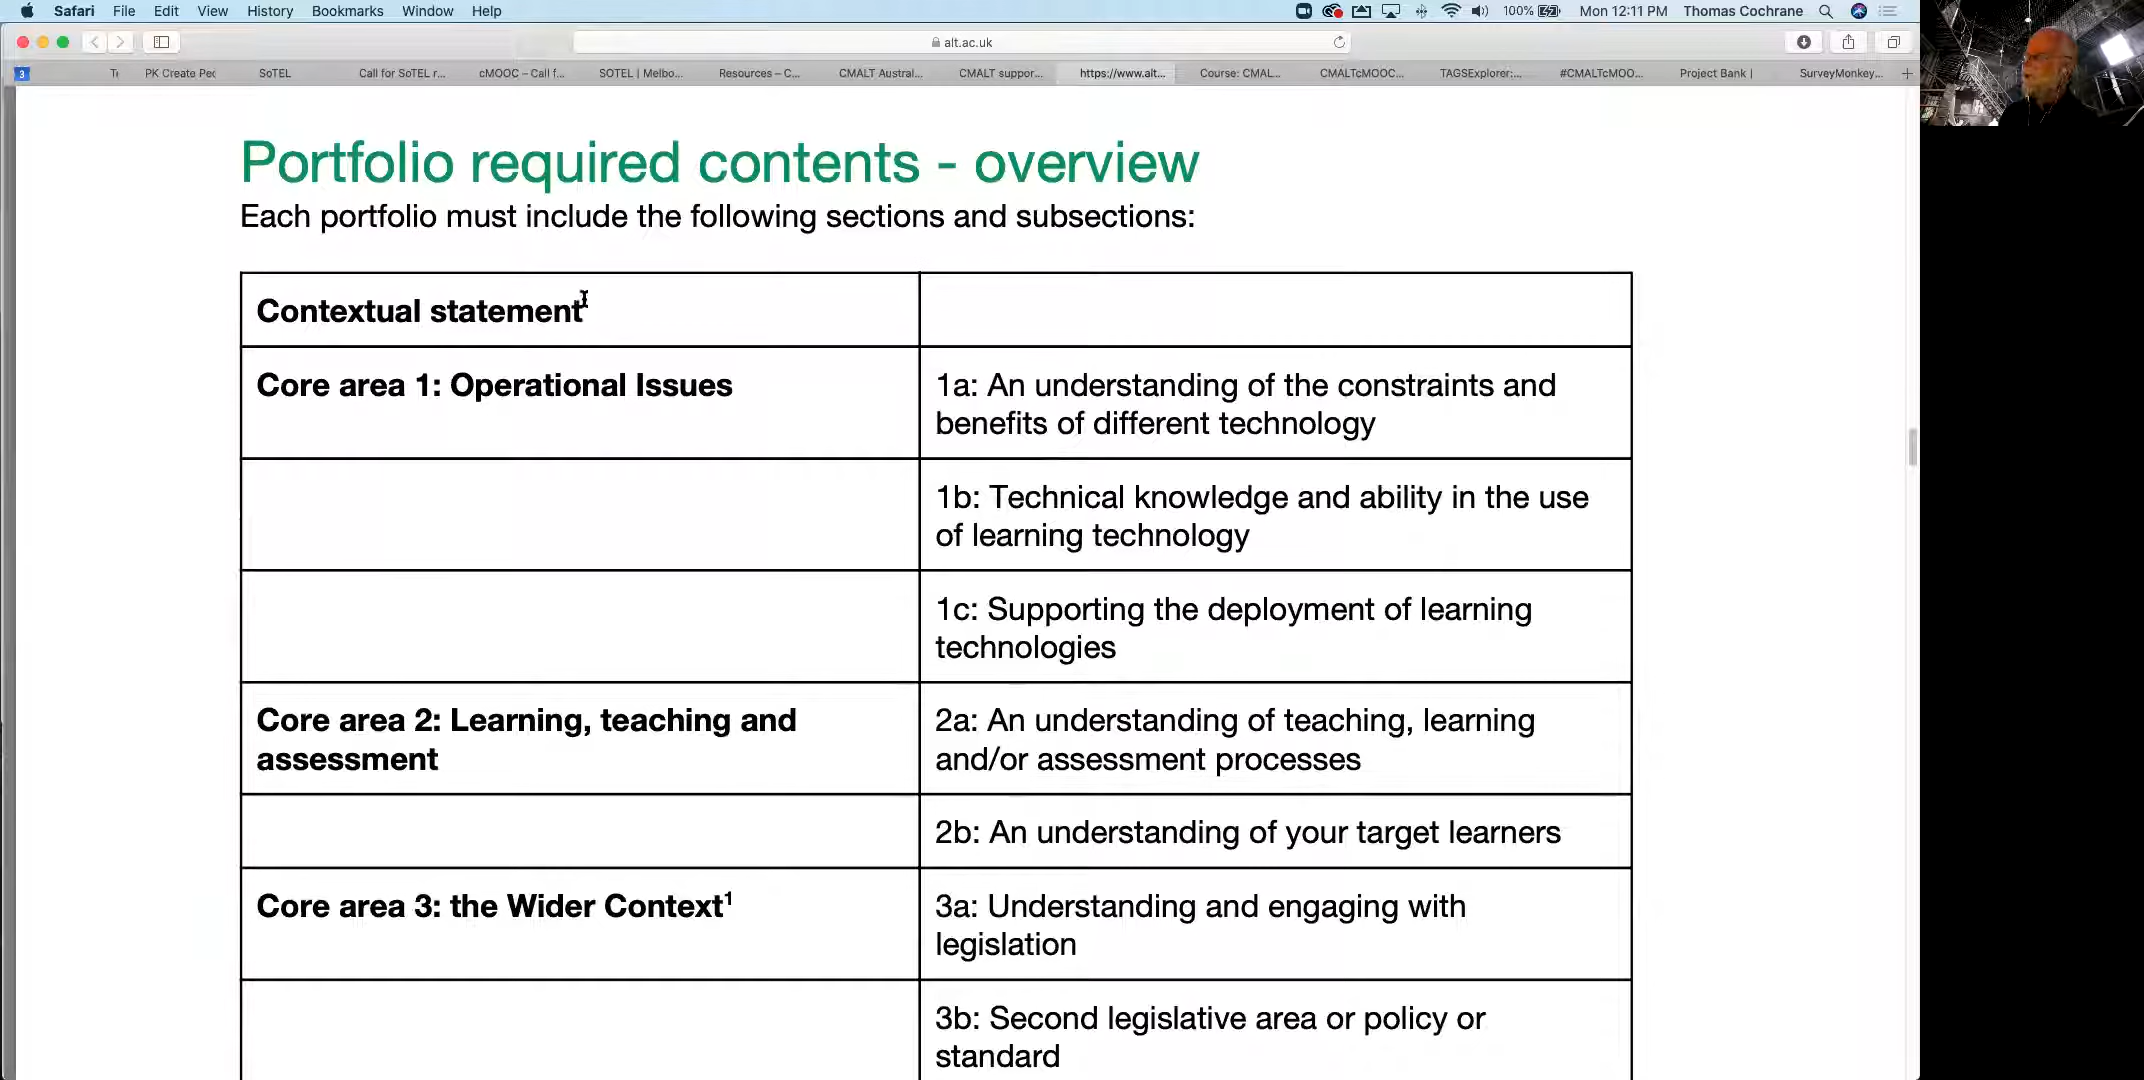 Safari File Edit View History Bookmarks Window Help 100% Mon 12:11 PM Thomas Cochrane
alt.ac.uk
3 PK Create Pec SoTEL Call for SoTEL r... cMOOC – Call f... SOTEL | Melbo... Resources – C... CMALT Austral... CMALT suppor... https://www.alt... Course: CMAL... CMALTcMOOC... TAGSExplorer:... #CMALTcMOO... Project Bank | SurveyMonkey...
Portfolio required contents - overview
Each portfolio must include the following sections and subsections:
Contextual statement
Core area 1: Operational Issues
1a: An understanding of the constraints and
benefits of different technology
1b: Technical knowledge and ability in the use
of learning technology
1c: Supporting the deployment of learning
technologies
Core area 2: Learning, teaching and
assessment
2a: An understanding of teaching, learning
and/or assessment processes
2b: An understanding of your target learners
Core area 3: the Wider Context¹
3a: Understanding and engaging with
legislation
3b: Second legislative area or policy or
standard